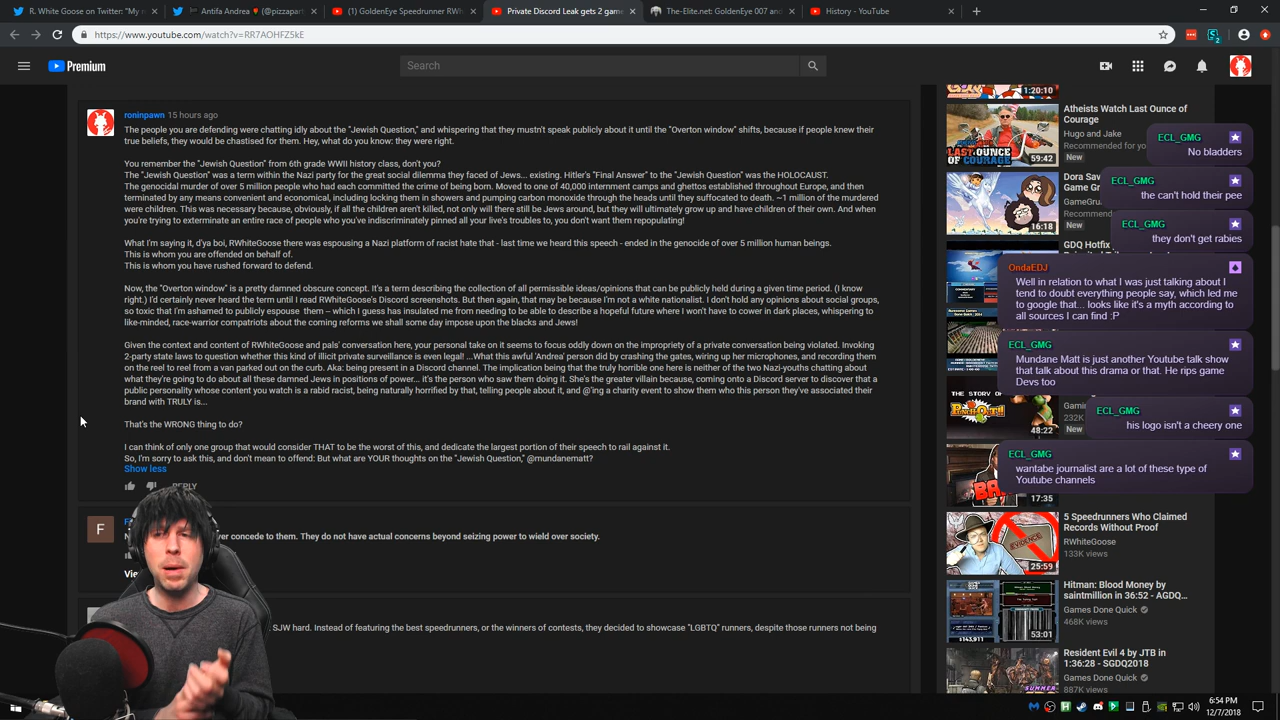 R. White Goose on Twitter: "My n
Antifa Andrea 🌹 (@pizzapart
(1) GoldenEye Speedrunner RWh
Private Discord Leak gets 2 game
The-Elite.net: GoldenEye 007 and
History - YouTube
https://www.youtube.com/watch?v=RR7AOHFZ5kE
Premium
Search
roninpawn 15 hours ago
The people you are defending were chatting idly about the "Jewish Question," and whispering that they mustn't speak publicly about it until the "Overton window" shifts, because if people knew their
true beliefs, they would be chastised for them. Hey, what do you know: they were right.
You remember the "Jewish Question" from 6th grade WWII history class, don't you?
The "Jewish Question" was a term within the Nazi party for the great social dilemma they faced of Jews... existing. Hitler's "Final Answer" to the "Jewish Question" was the HOLOCAUST.
The genocidal murder of over 5 million people who had each committed the crime of being born. Moved to one of 40,000 internment camps and ghettos established throughout Europe, and then
terminated by any means convenient and economical, including locking them in showers and pumping carbon monoxide through the heads until they suffocated to death. ~1 million of the murdered
were children. This was necessary because, obviously, if all the children aren't killed, not only will there still be Jews around, but they will ultimately grow up and have children of their own. And when
you're trying to exterminate an entire race of people who you've indiscriminately pinned all your live's troubles to, you don't want them repopulating!
What I'm saying it, d'ya boi, RWhiteGoose there was espousing a Nazi platform of racist hate that - last time we heard this speech - ended in the genocide of over 5 million human beings.
This is whom you are offended on behalf of.
This is whom you have rushed forward to defend.
Now, the "Overton window" is a pretty damned obscure concept. It's a term describing the collection of all permissible ideas/opinions that can be publicly held during a given time period. (I know
right.) I'd certainly never heard the term until I read RWhiteGoose's Discord screenshots. But then again, that may be because I'm not a white nationalist. I don't hold any opinions about social groups,
so toxic that I'm ashamed to publicly espouse them -- which I guess has insulated me from needing to be able to describe a hopeful future where I won't have to cower in dark places, whispering to
like-minded, race-warrior compatriots about the coming reforms we shall some day impose upon the blacks and Jews!
Given the context and content of RWhiteGoose and pals' conversation here, your personal take on it seems to focus oddly down on the impropriety of a private conversation being violated. Invoking
2-party state laws to question whether this kind of illicit private surveillance is even legal! ...What this awful 'Andrea' person did by crashing the gates, wiring up her microphones, and recording them
on the reel to reel from a van parked out on the curb. Aka: being present in a Discord channel. The implication being that the truly horrible one here is neither of the two Nazi-youths chatting about
what they're going to do about all these damned Jews in positions of power... it's the person who saw them doing it. She's the greater villain because, coming onto a Discord server to discover that a
public personality whose content you watch is a rabid racist, being naturally horrified by that, telling people about it, and @'ing a charity event to show them who this person they've associated their
brand with TRULY is...
That's the WRONG thing to do?
I can think of only one group that would consider THAT to be the worst of this, and dedicate the largest portion of their speech to rail against it.
So, I'm sorry to ask this, and don't mean to offend: But what are YOUR thoughts on the "Jewish Question," @mundanematt?
Show less
REPLY
F
concede to them. They do not have actual concerns beyond seizing power to wield over society.
SJW hard. Instead of featuring the best speedrunners, or the winners of contests, they decided to showcase "LGBTQ" runners, despite those runners not being
1:20:10
Atheists Watch Last Ounce of
Courage
Hugh and Jake
Recommended for yo
New
LAST OUNCE
OF COURAGE
59:42
Dora Sav
Game Gru
GameGru
Recommend
16:18
GDQ Hotfix
THE STORY OF
PUNCH-OUT!!
48:22
Gamin
232K
New
17:35
5 Speedrunners Who Claimed
Records Without Proof
RWhiteGoose
133K views
EVIDENCE
25:59
Hitman: Blood Money by
saintmillion in 36:52 - AGDQ...
Games Done Quick
468K views
53:01
Resident Evil 4 by JTB in
1:36:28 - SGDQ2018
Games Done Quick
887K views
SUMMER
ECL_GMG
No bladders
ECL_GMG
the can't hold their pee
ECL_GMG
they don't get rabies
OndaEDJ
Well in relation to what I was just talking about I
tend to doubt everything people say, which led me
to google that... looks like it's myth according to
all sources I can find :P
ECL_GMG
Mundane Matt is just another Youtube talk show
that talk about this drama or that. He rips game
Devs too
ECL_GMG
his logo isn't a cheery one
ECL_GMG
wantabe journalist are a lot of these type of
Youtube channels
6:54 PM
12/7/2018